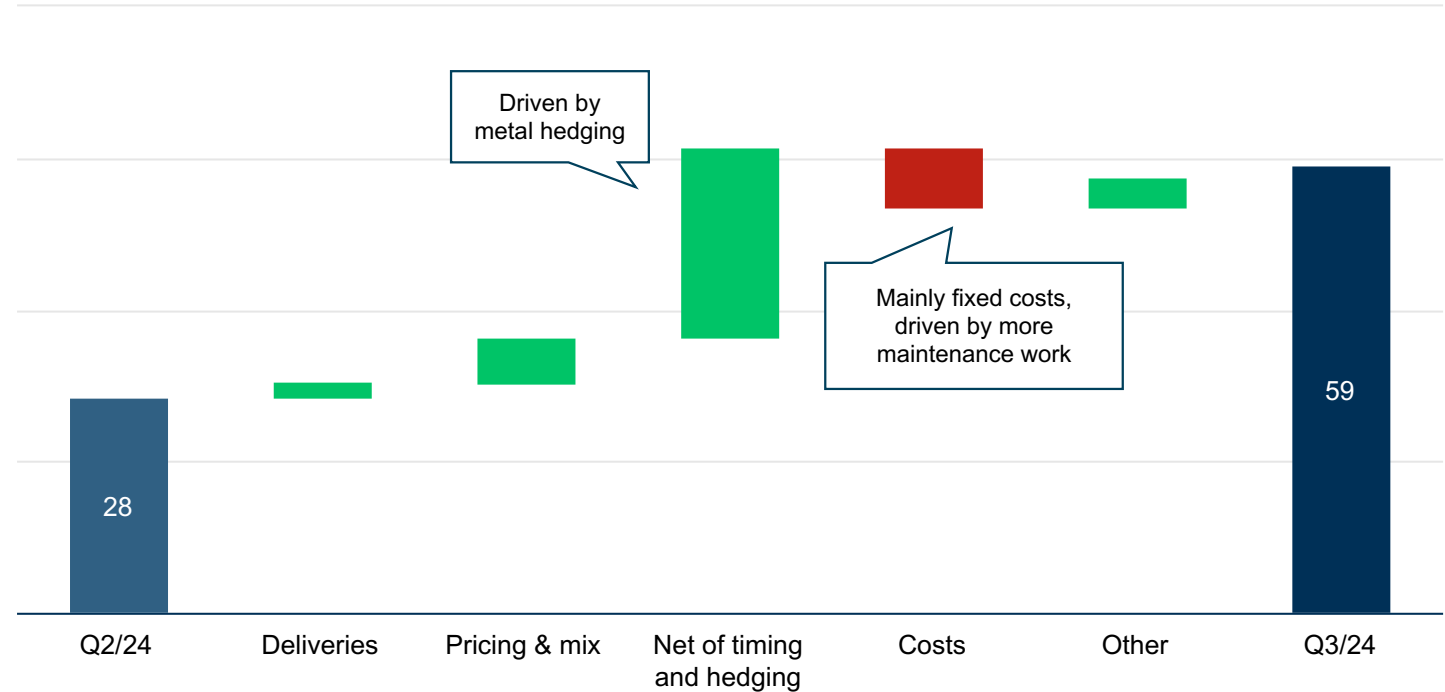 Driven by
metal hedging
Mainly fixed costs,
driven by more
maintenance work
28
59
Q2/24
Deliveries
Pricing & mix
Net of timing
and hedging
Costs
Other
Q3/24